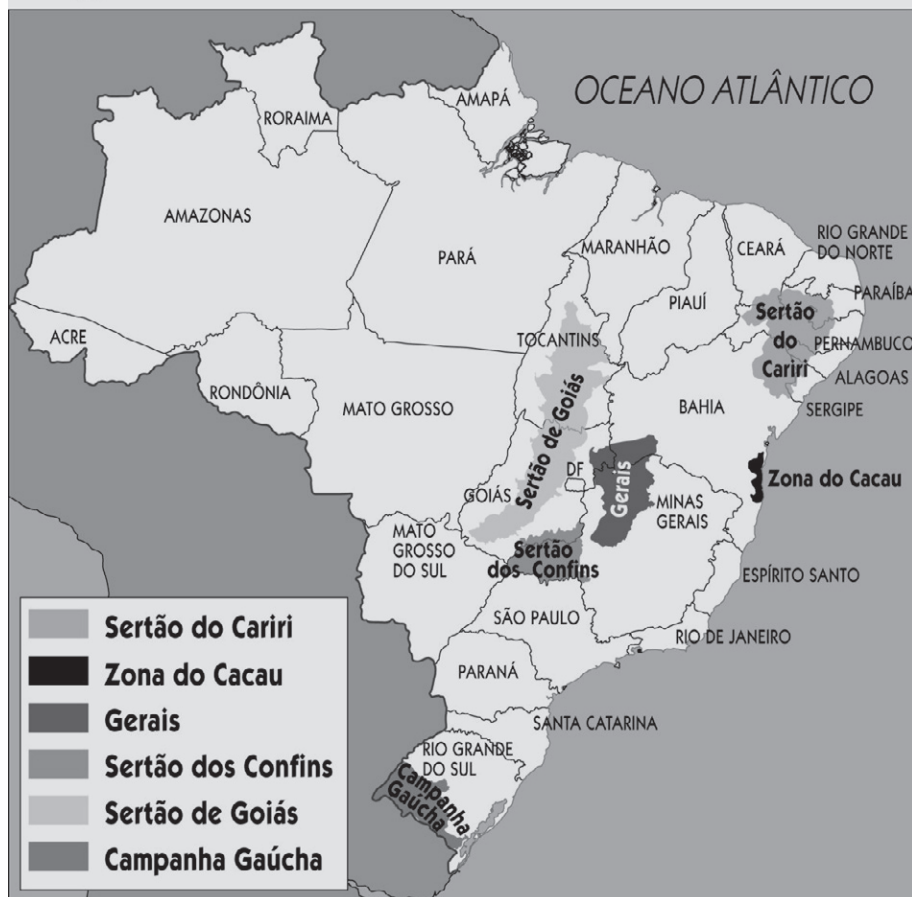 OCEANO ATLÂNTICO
AMAPÁ
RORAIMA
AMAZONAS
PARÁ
MARANHÃO
CEARÁ
RIO GRANDE
DO NORTE
PIAUÍ
PARAÍBA
Sertão
do
Cariri
PERNAMBUCO
ACRE
TOCANTINS
ALAGOAS
RONDÔNIA
MATO GROSSO
Sertão de Goiás
BAHIA
SERGIPE
DF
Gerais
Zona do Cacau
GOIÁS
MINAS
GERAIS
MATO
GROSSO
DO SUL
Sertão
dos Confins
ESPÍRITO SANTO
SÃO PAULO
RIO DE JANEIRO
PARANÁ
SANTA CATARINA
RIO GRANDE
DO SUL
Campanha
Gaúcha
Sertão do Cariri
Zona do Cacau
Gerais
Sertão dos Confins
Sertão de Goiás
Campanha Gaúcha